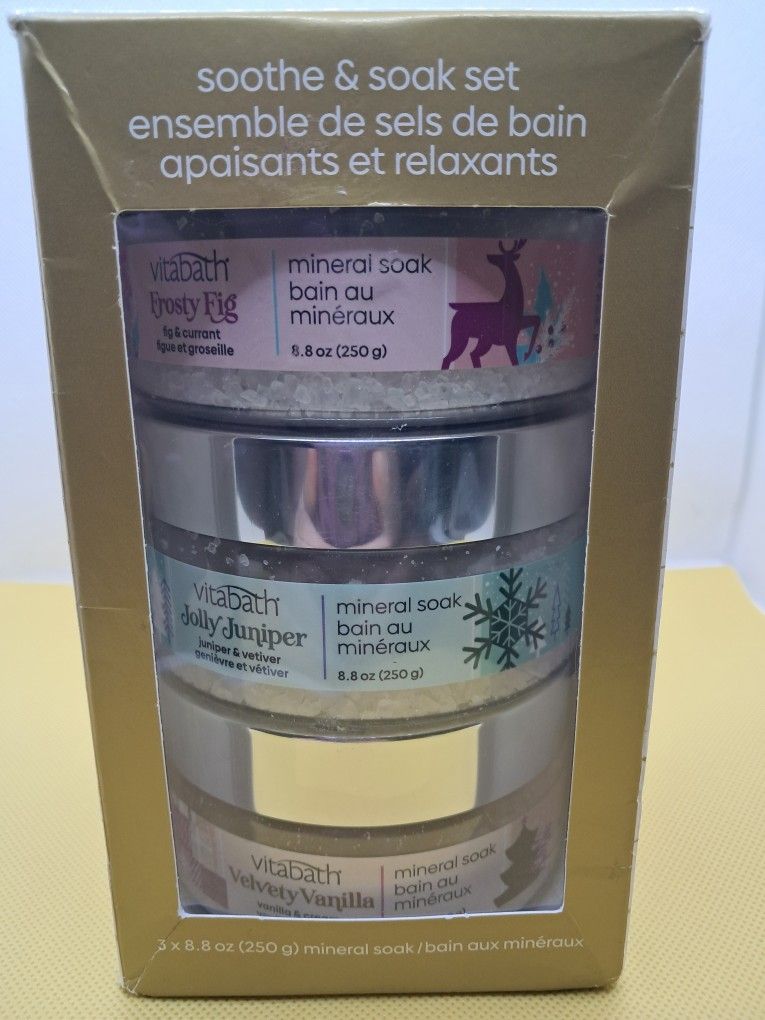 soothe & soak set
ensemble de sels de bain
apaisants et relaxants
vitabath
Frosty Fig
fig & currant
figue et groseille
mineral soak
bain au
minéraux
8.8 oz (250 g)
vitabath
Jolly Juniper
juniper & vetiver
genièvre et vétiver
mineral soak
bain au
minéraux
8.8 oz (250 g)
vitabath
Velvety Vanilla
vanilla &
mineral soak
bain au
minéraux
3 x 8.8 oz (250 g) mineral soak / bain aux minéraux